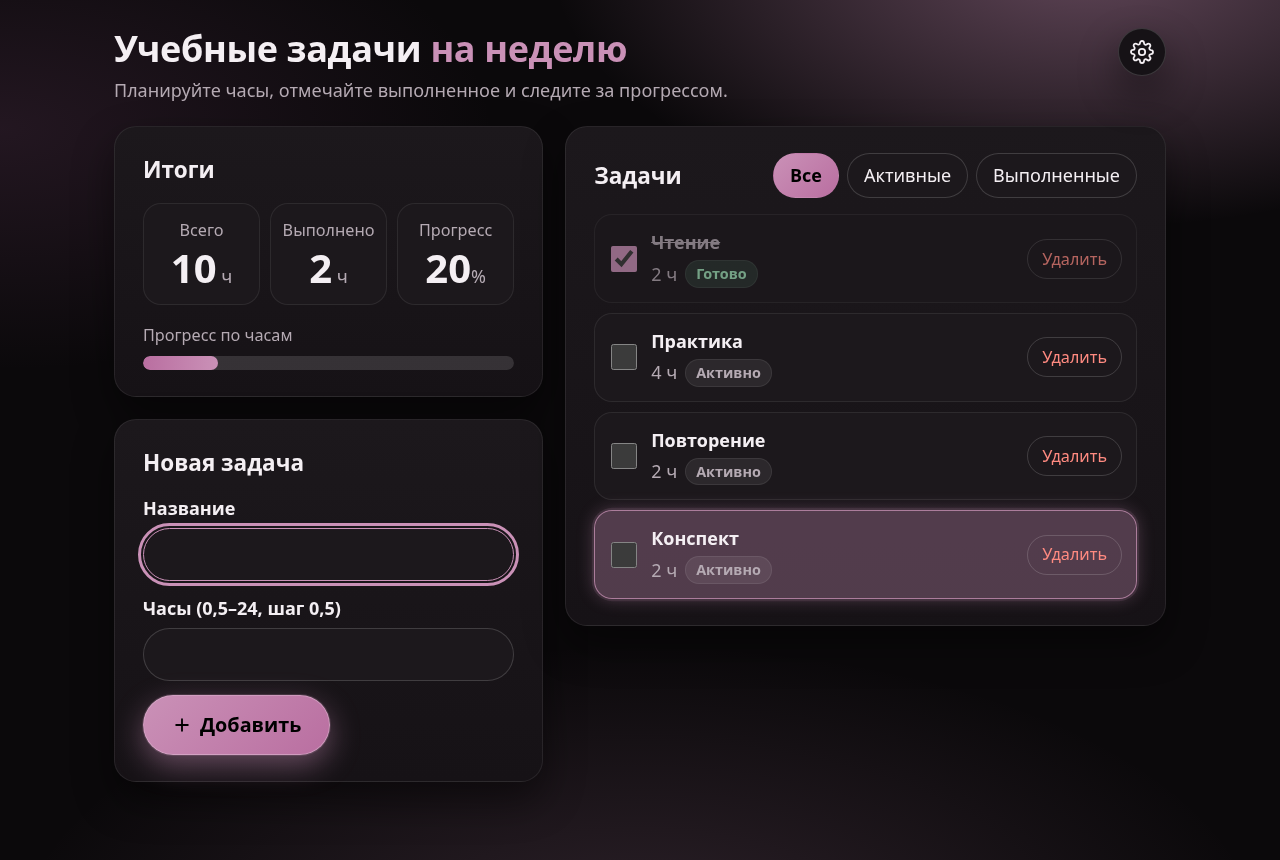 Учебные задачи на неделю
Планируйте часы, отмечайте выполненное и следите за прогрессом.
Итоги
Всего
10 ч
Выполнено
2 ч
Прогресс
20%
Прогресс по часам
Новая задача
Название
Часы (0,5–24, шаг 0,5)
+ Добавить
Задачи
Все
Активные
Выполненные
Чтение
2 ч Готово
Удалить
Практика
4 ч Активно
Удалить
Повторение
2 ч Активно
Удалить
Конспект
2 ч Активно
Удалить